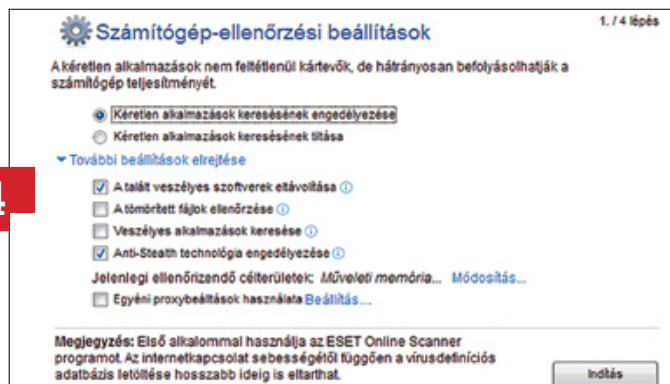 Számítógép-ellenőrzési beállítások
1. / 4 lépés
A kéretlen alkalmazások nem feltétlenül kártevők, de hátrányosan befolyásolhatják a
számítógép teljesítményét.
Kéretlen alkalmazások keresésének engedélyezése
Kéretlen alkalmazások keresésének tiltása
További beállítások elrejtése
4
A talált veszélyes szoftverek eltávolítása
A tömörített fájlok ellenőrzése
Veszélyes alkalmazások keresése
Anti-Stealth technológia engedélyezése
Jelenlegi ellenőrizendő célterületek: Műveleti memória... Módosítás...
Egyéni proxybeálltások használata Beállítás...
Megjegyzés: Első alkalommal használja az ESET Online Scanner
programot. Az internetkapcsolat sebességétől függően a vírusdefiníciós
adatbázis letöltése hosszabb ideig is eltarthat.
Indítás